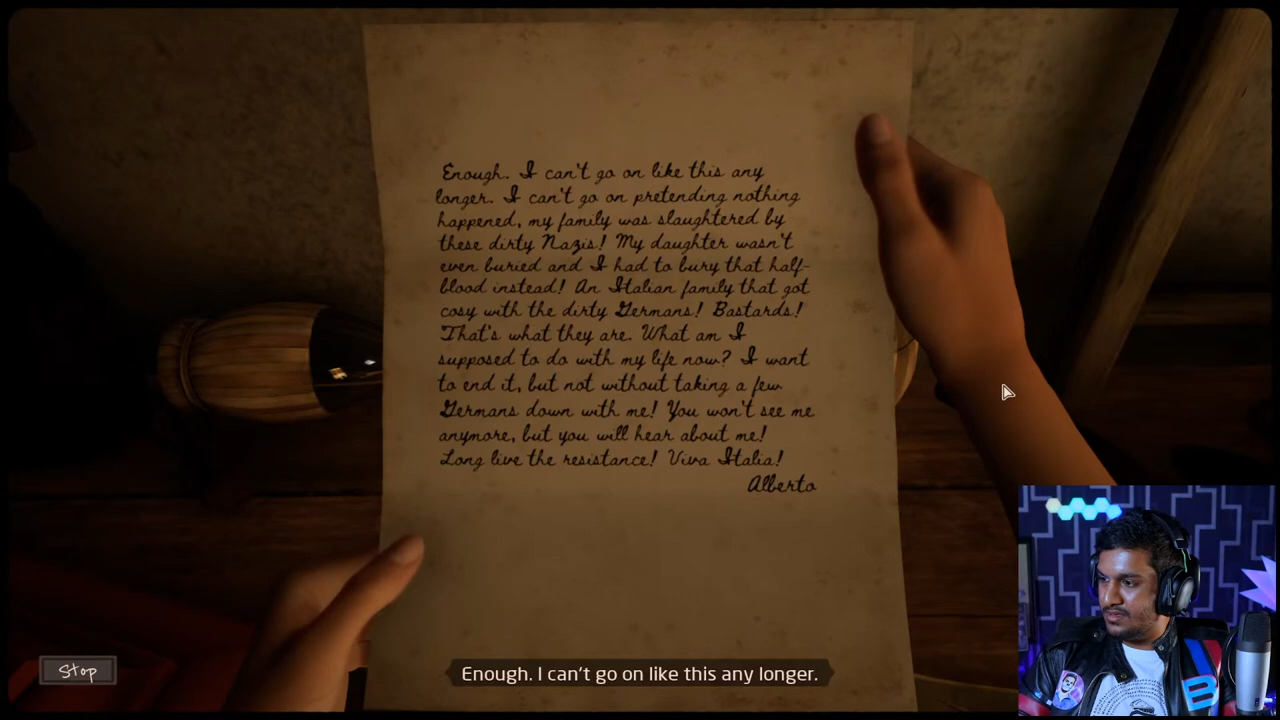 Enough. I can't go on like this any
longer. I can't go on pretending nothing
happened, my family was slaughtered by
these dirty Nazis! My daughter wasn't
even buried and I had to bury that half-
blood instead! An Italian family that got
cosy with the dirty Germans! Bastards!
That's what they are. What am I
supposed to do with my life now? I want
to end it, but not without taking a few
Germans down with me! You won't see me
anymore, but you will hear about me!
Long live the resistance! Viva Italia!
Alberto
Stop
Enough. I can't go on like this any longer.